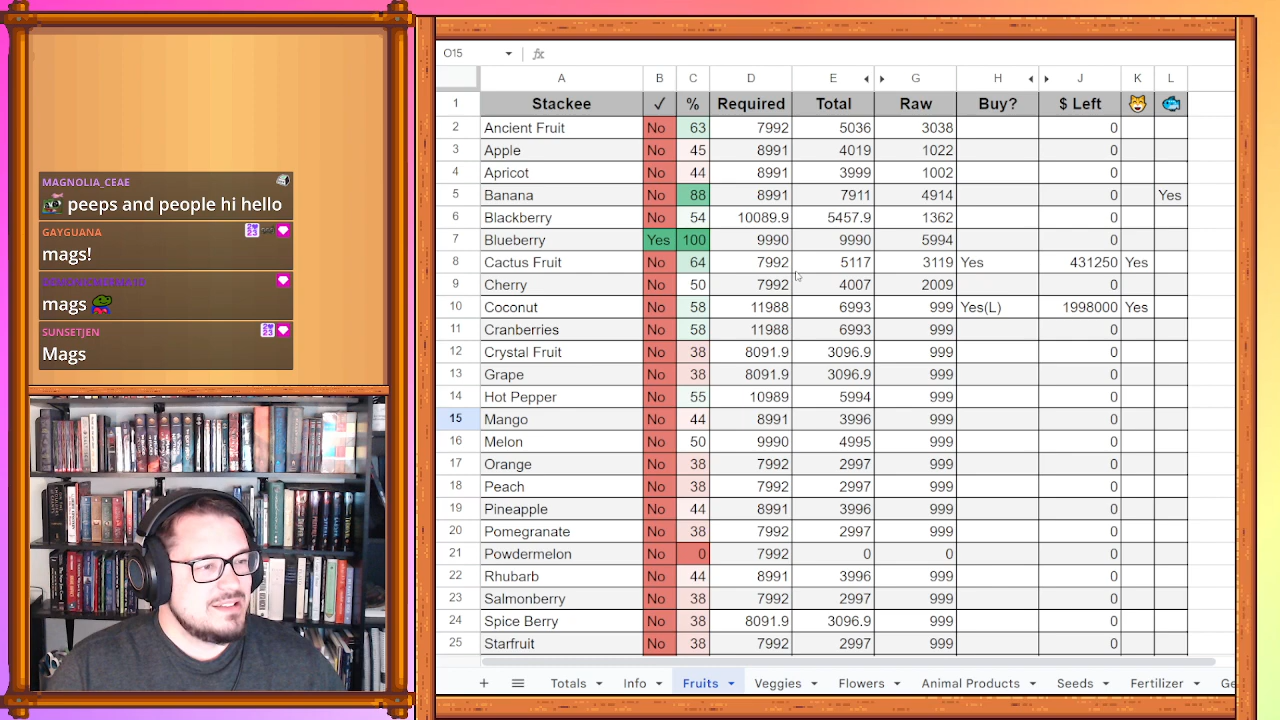 MAGNOLIA_CEAE
peeps and people hi hello
GAYGUANA
mags!
mags
SUNSETJEN
Mags
O15
fx
A B C D E G H J K L
1 Stackee ✓ % Required Total Raw Buy? $ Left
2 Ancient Fruit No 63 7992 5036 3038 0
3 Apple No 45 8991 4019 1022 0
4 Apricot No 44 8991 3999 1002 0
5 Banana No 88 8991 7911 4914 0 Yes
6 Blackberry No 54 10089.9 5457.9 1362 0
7 Blueberry Yes 100 9990 9990 5994 0
8 Cactus Fruit No 64 7992 5117 3119 Yes 431250 Yes
9 Cherry No 50 7992 4007 2009 0
10 Coconut No 58 11988 6993 999 Yes(L) 1998000 Yes
11 Cranberries No 58 11988 6993 999 0
12 Crystal Fruit No 38 8091.9 3096.9 999 0
13 Grape No 38 8091.9 3096.9 999 0
14 Hot Pepper No 55 10989 5994 999 0
15 Mango No 44 8991 3996 999 0
16 Melon No 50 9990 4995 999 0
17 Orange No 38 7992 2997 999 0
18 Peach No 38 7992 2997 999 0
19 Pineapple No 44 8991 3996 999 0
20 Pomegranate No 38 7992 2997 999 0
21 Powdermelon No 0 7992 0 0 0
22 Rhubarb No 44 8991 3996 999 0
23 Salmonberry No 38 7992 2997 999 0
24 Spice Berry No 38 8091.9 3096.9 999 0
25 Starfruit No 38 7992 2997 999 0
+ Totals Info Fruits Veggies Flowers Animal Products Seeds Fertilizer Ge